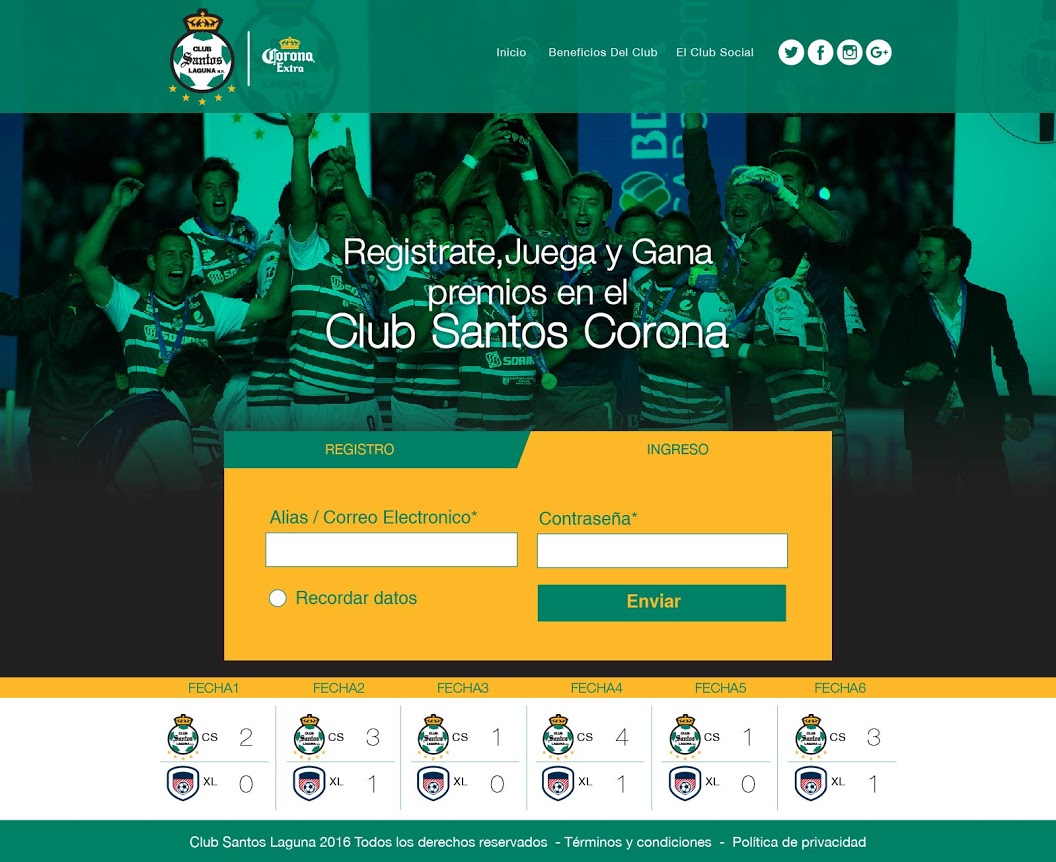 CLUB
Santos
LAGUNA
Corona
Extra
Inicio Beneficios Del Club El Club Social
BBVA
Registrate,Juega y Gana
premios en el
Club Santos Corona
REGISTRO INGRESO
Alias / Correo Electronico* Contraseña*
Recordar datos Enviar
FECHA1 FECHA2 FECHA3 FECHA4 FECHA5 FECHA6
CS 2 CS 3 CS 1 CS 4 CS 1 CS 3
XL 0 XL 1 XL 0 XL 1 XL 0 XL 1
Club Santos Laguna 2016 Todos los derechos reservados - Términos y condiciones - Política de privacidad